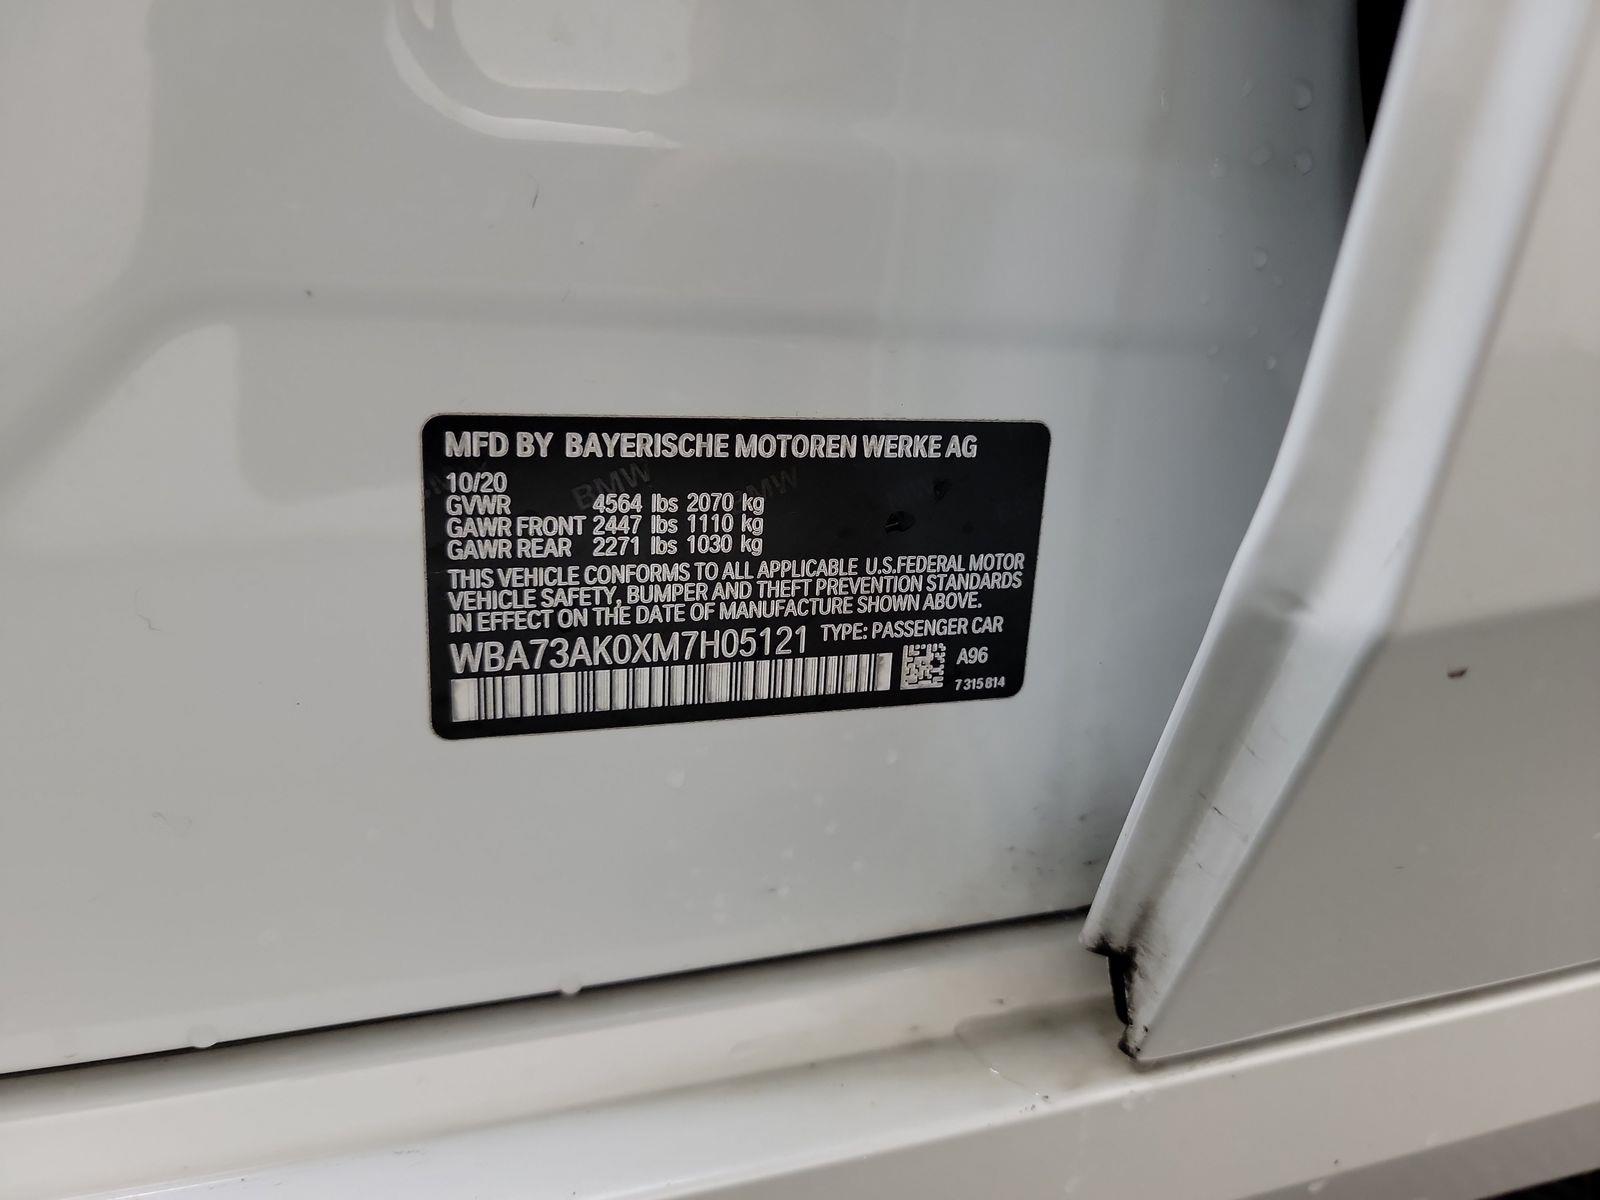 MFD BY BAYERISCHE MOTOREN WERKE AG
10/20
GVWR 4564 lbs 2070 kg
GAWR FRONT 2447 lbs 1110 kg
GAWR REAR 2271 lbs 1030 kg
THIS VEHICLE CONFORMS TO ALL APPLICABLE U.S.FEDERAL MOTOR
VEHICLE SAFETY, BUMPER AND THEFT PREVENTION STANDARDS
IN EFFECT ON THE DATE OF MANUFACTURE SHOWN ABOVE.
WBA73AK0XM7H05121 TYPE: PASSENGER CAR
A96
7315814
BMW